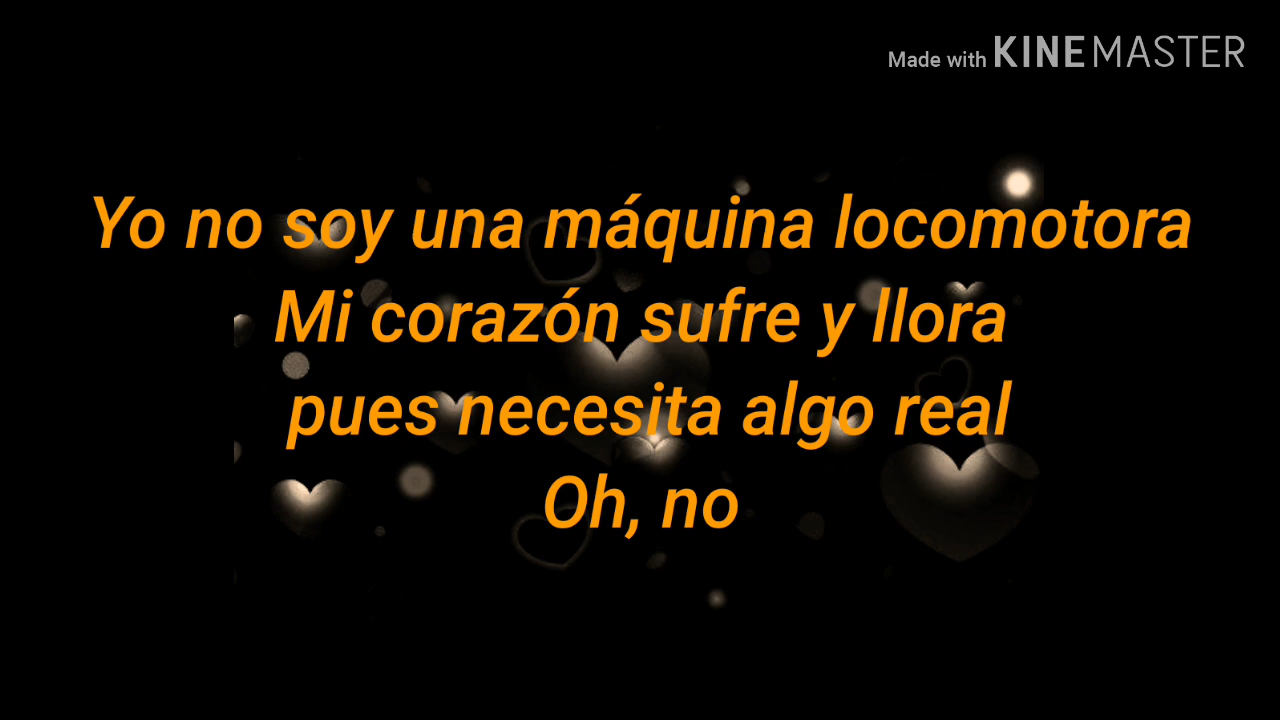 Made with KINEMASTER
Yo no soy una máquina locomotora
Mi corazón sufre y llora
pues necesita algo real
Oh, no